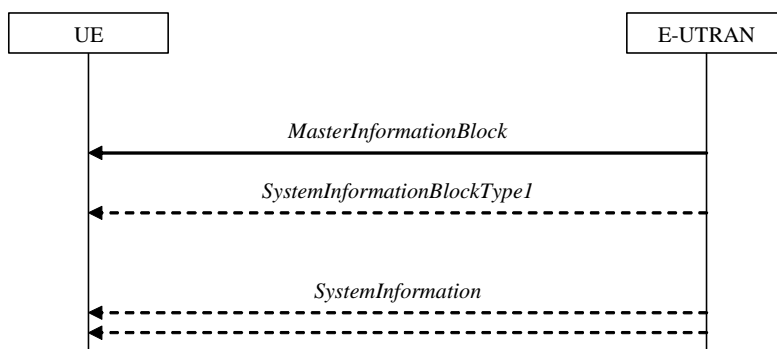 UE
E-UTRAN
MasterInformationBlock
SystemInformationBlockType1
SystemInformation